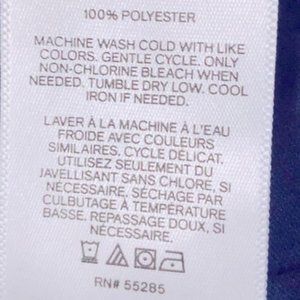 100% POLYESTER
MACHINE WASH COLD WITH LIKE
COLORS. GENTLE CYCLE. ONLY
NON-CHLORINE BLEACH WHEN
NEEDED. TUMBLE DRY LOW. COOL
IRON IF NEEDED.
LAVER À LA MACHINE À L'EAU
FROIDE AVEC COULEURS
SIMILAIRES, CYCLE DÉLICAT.
UTILISEZ SEULEMENT DU
JAVELLISANT SANS CHLORE, SI
NÉCESSAIRE, SÉCHAGE PAR
CULBUTAGE À TEMPÉRATURE
BASSE. REPASSAGE DOUX, SI
NÉCESSAIRE.
RN# 55285